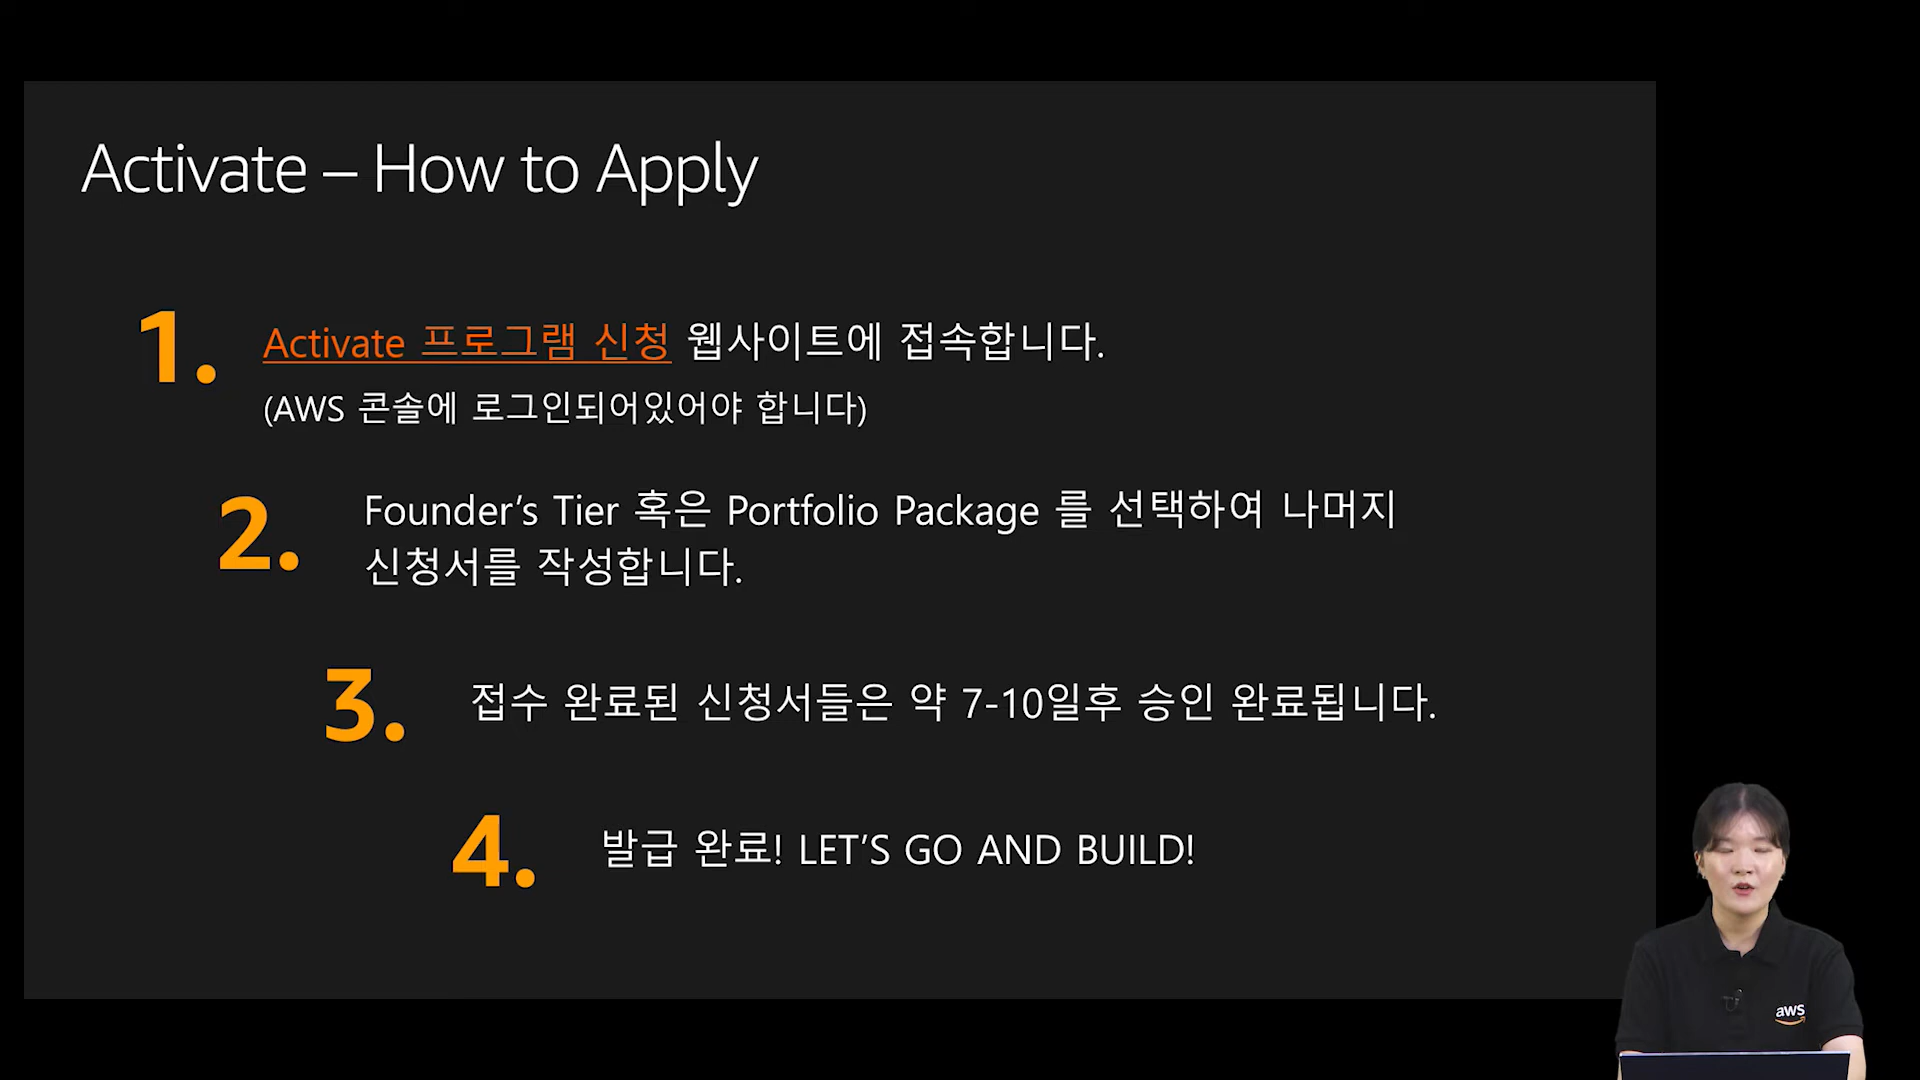 Activate – How to Apply
1. Activate 프로그램 신청 웹사이트에 접속합니다.
(AWS 콘솔에 로그인되어있어야 합니다)
2. Founder’s Tier 혹은 Portfolio Package 를 선택하여 나머지
신청서를 작성합니다.
3. 접수 완료된 신청서들은 약 7-10일후 승인 완료됩니다.
4. 발급 완료! LET’S GO AND BUILD!
aws